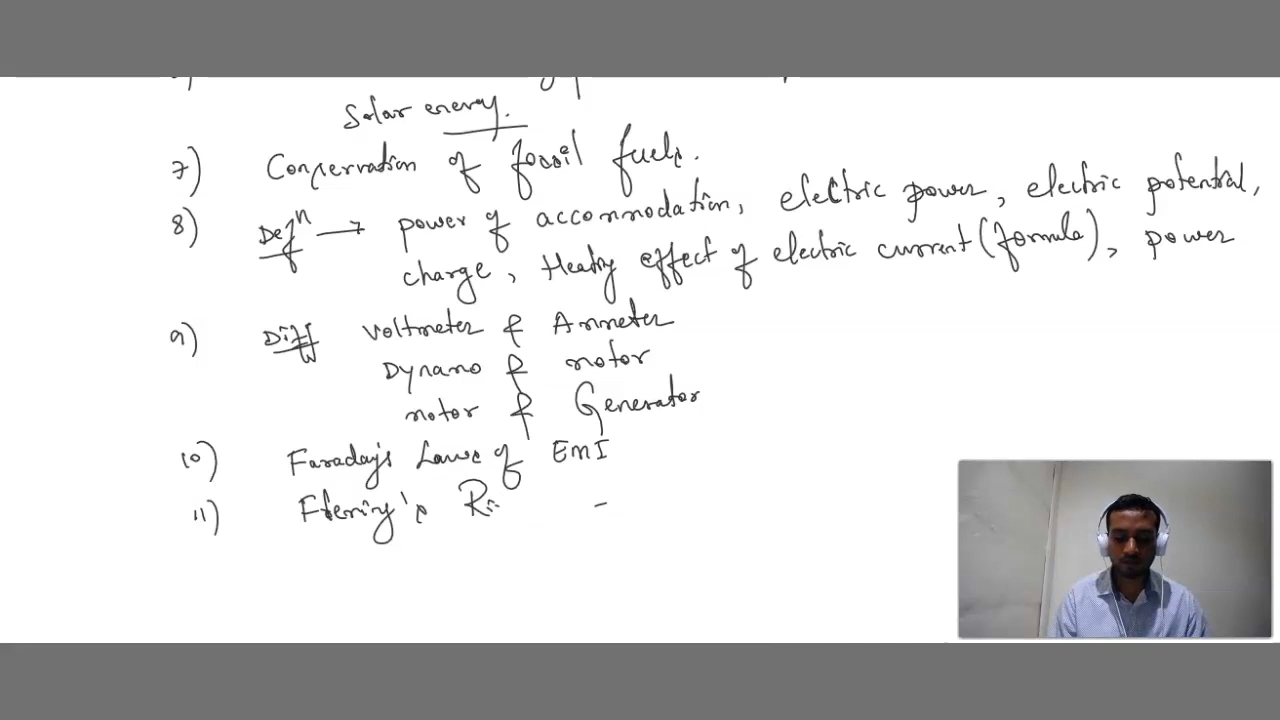 Solar energy.
7) Conservation of fossil fuels.
8) Defn → power of accommodation, electric power, electric potential,
charge, Heating effect of electric current (formula), power
9) Diff Voltmeter & Ammeter
Dynamo & motor
motor & Generator
10) Faraday's Laws of EMI
11) Fleming's Ri